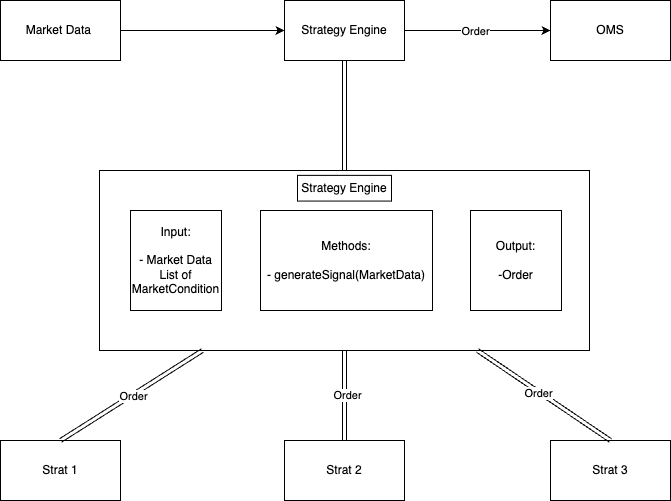 Market Data
Strategy Engine
Order
OMS
Strategy Engine
Input:
- Market Data
List of
MarketCondition
Methods:
- generateSignal(MarketData)
Output:
-Order
Order
Order
Order
Strat 1
Strat 2
Strat 3